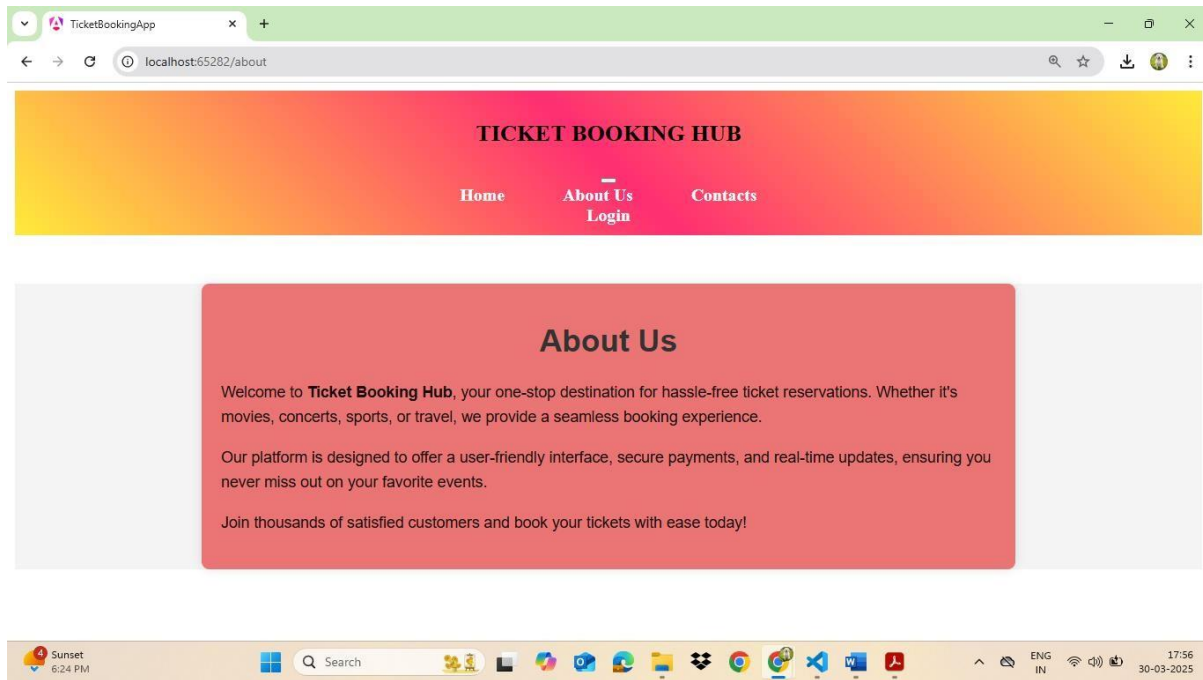 TicketBookingApp
localhost:65282/about
TICKET BOOKING HUB
Home About Us Contacts
Login
About Us
Welcome to Ticket Booking Hub, your one-stop destination for hassle-free ticket reservations. Whether it's
movies, concerts, sports, or travel, we provide a seamless booking experience.
Our platform is designed to offer a user-friendly interface, secure payments, and real-time updates, ensuring you
never miss out on your favorite events.
Join thousands of satisfied customers and book your tickets with ease today!
4
Sunset
6:24 PM
Search
ENG
IN
17:56
30-03-2025